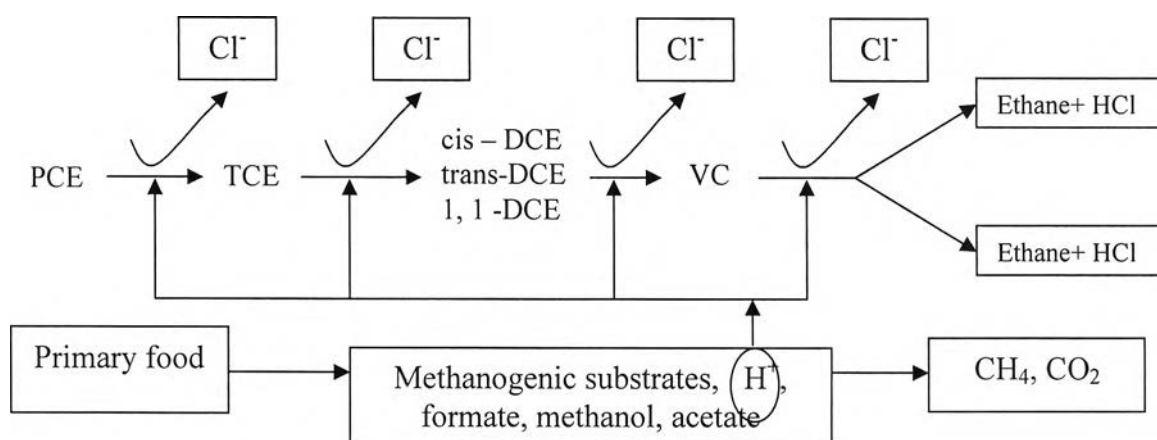 Cl⁻ Cl⁻ Cl⁻ Cl⁻
Ethane+ HCl
PCE TCE cis – DCE VC
trans-DCE
1, 1 -DCE
Ethane+ HCl
Primary food
Methanogenic substrates, H⁺,
formate, methanol, acetate
CH₄, CO₂